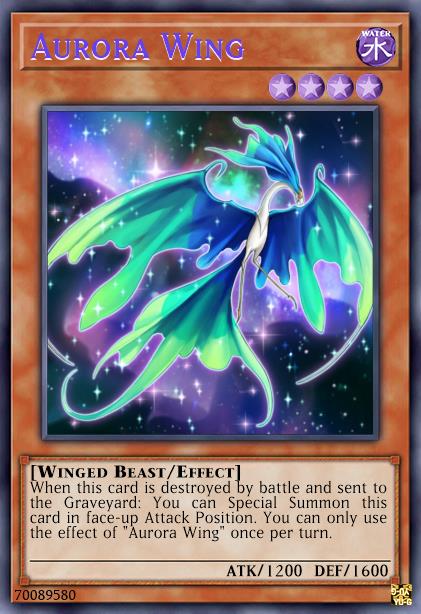 AURORA WING
WATER
水
[WINGED BEAST/EFFECT]
When this card is destroyed by battle and sent to
the Graveyard: You can Special Summon this
card in face-up Attack Position. You can only use
the effect of "Aurora Wing" once per turn.
ATK/1200 DEF/1600
70089580